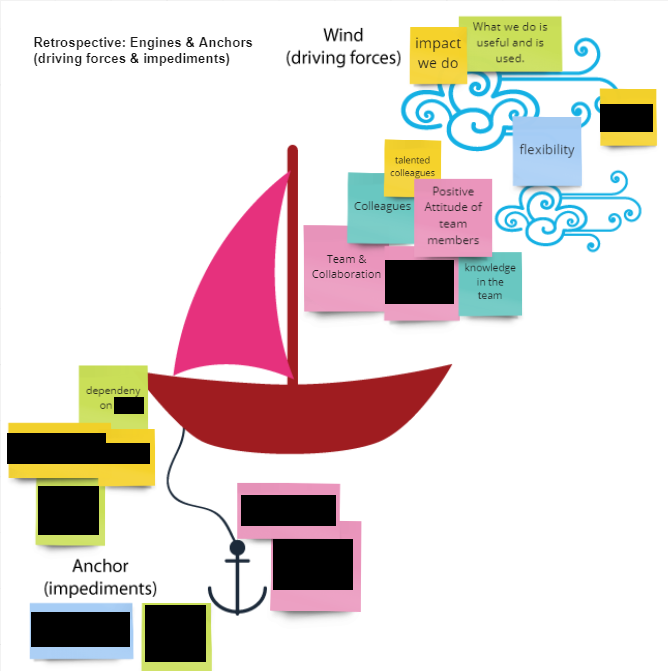 Retrospective: Engines & Anchors
(driving forces & impediments)
Wind
(driving forces)
impact
we do
What we do is
useful and is
used.
flexibility
talented
colleagues
Colleagues
Positive
Attitude of
team
members
Team &
Collaboration
knowledge
in the
team
dependeny
on
Anchor
(impediments)